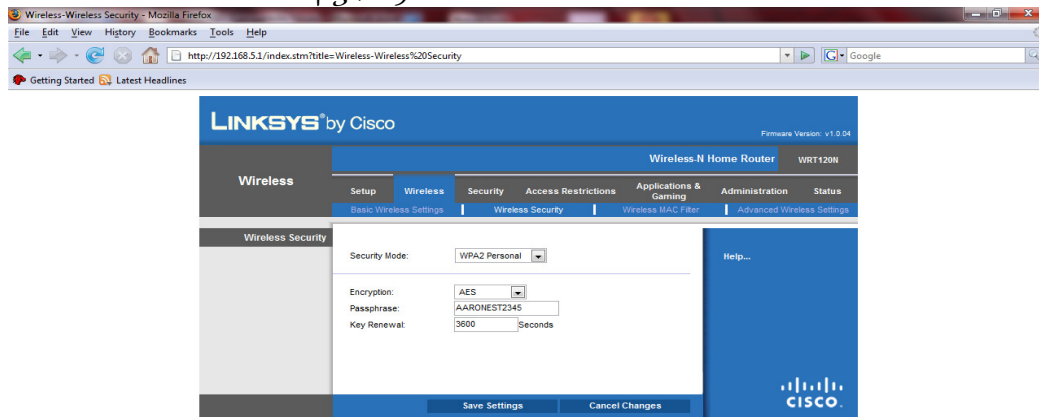 Wireless-Wireless Security - Mozilla Firefox
File Edit View History Bookmarks Tools Help
http://192.168.5.1/index.stm?title=Wireless-Wireless%20Security
G Google
Getting Started Latest Headlines
LINKSYS® by Cisco
Firmware Version: v1.0.04
Wireless-N Home Router WRT120N
Wireless
Setup Wireless Security Access Restrictions Applications & Gaming Administration Status
Basic Wireless Settings Wireless Security Wireless MAC Filter Advanced Wireless Settings
Wireless Security
Security Mode: WPA2 Personal
Help...
Encryption: AES
Passphrase: AARONEST2345
Key Renewal: 3600 Seconds
Save Settings Cancel Changes
CISCO.